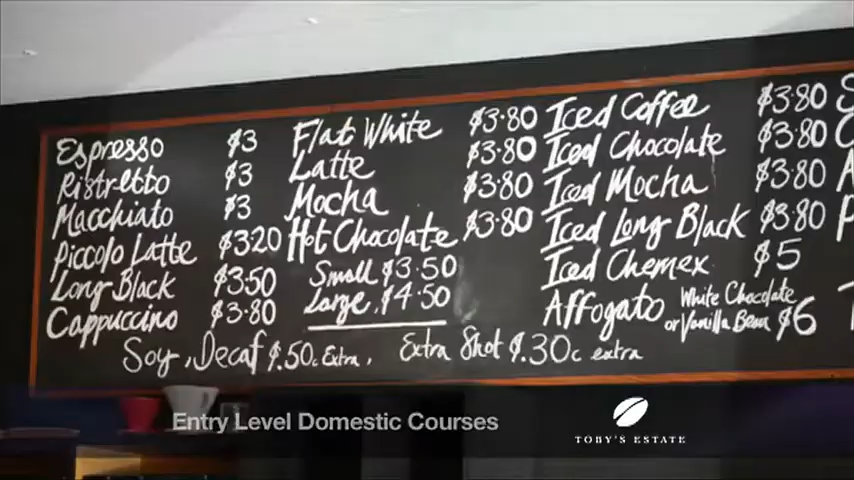 Espresso $3
Ristretto $3
Macchiato $3
Piccolo Latte $3.20
Long Black $3.50
Cappuccino $3.80
Flat White $3.80
Latte $3.80
Mocha $3.80
Hot Chocolate $3.80
Small $3.50
Large $4.50
Iced Coffee $3.80
Iced Chocolate $3.80
Iced Mocha $3.80
Iced Long Black $3.80
Iced Chemex $5
Affogato White Chocolate
or Vanilla Bean $6
Soy, Decaf $.50c Extra, Extra Shot $.30c extra
Entry Level Domestic Courses
TOBY'S ESTATE